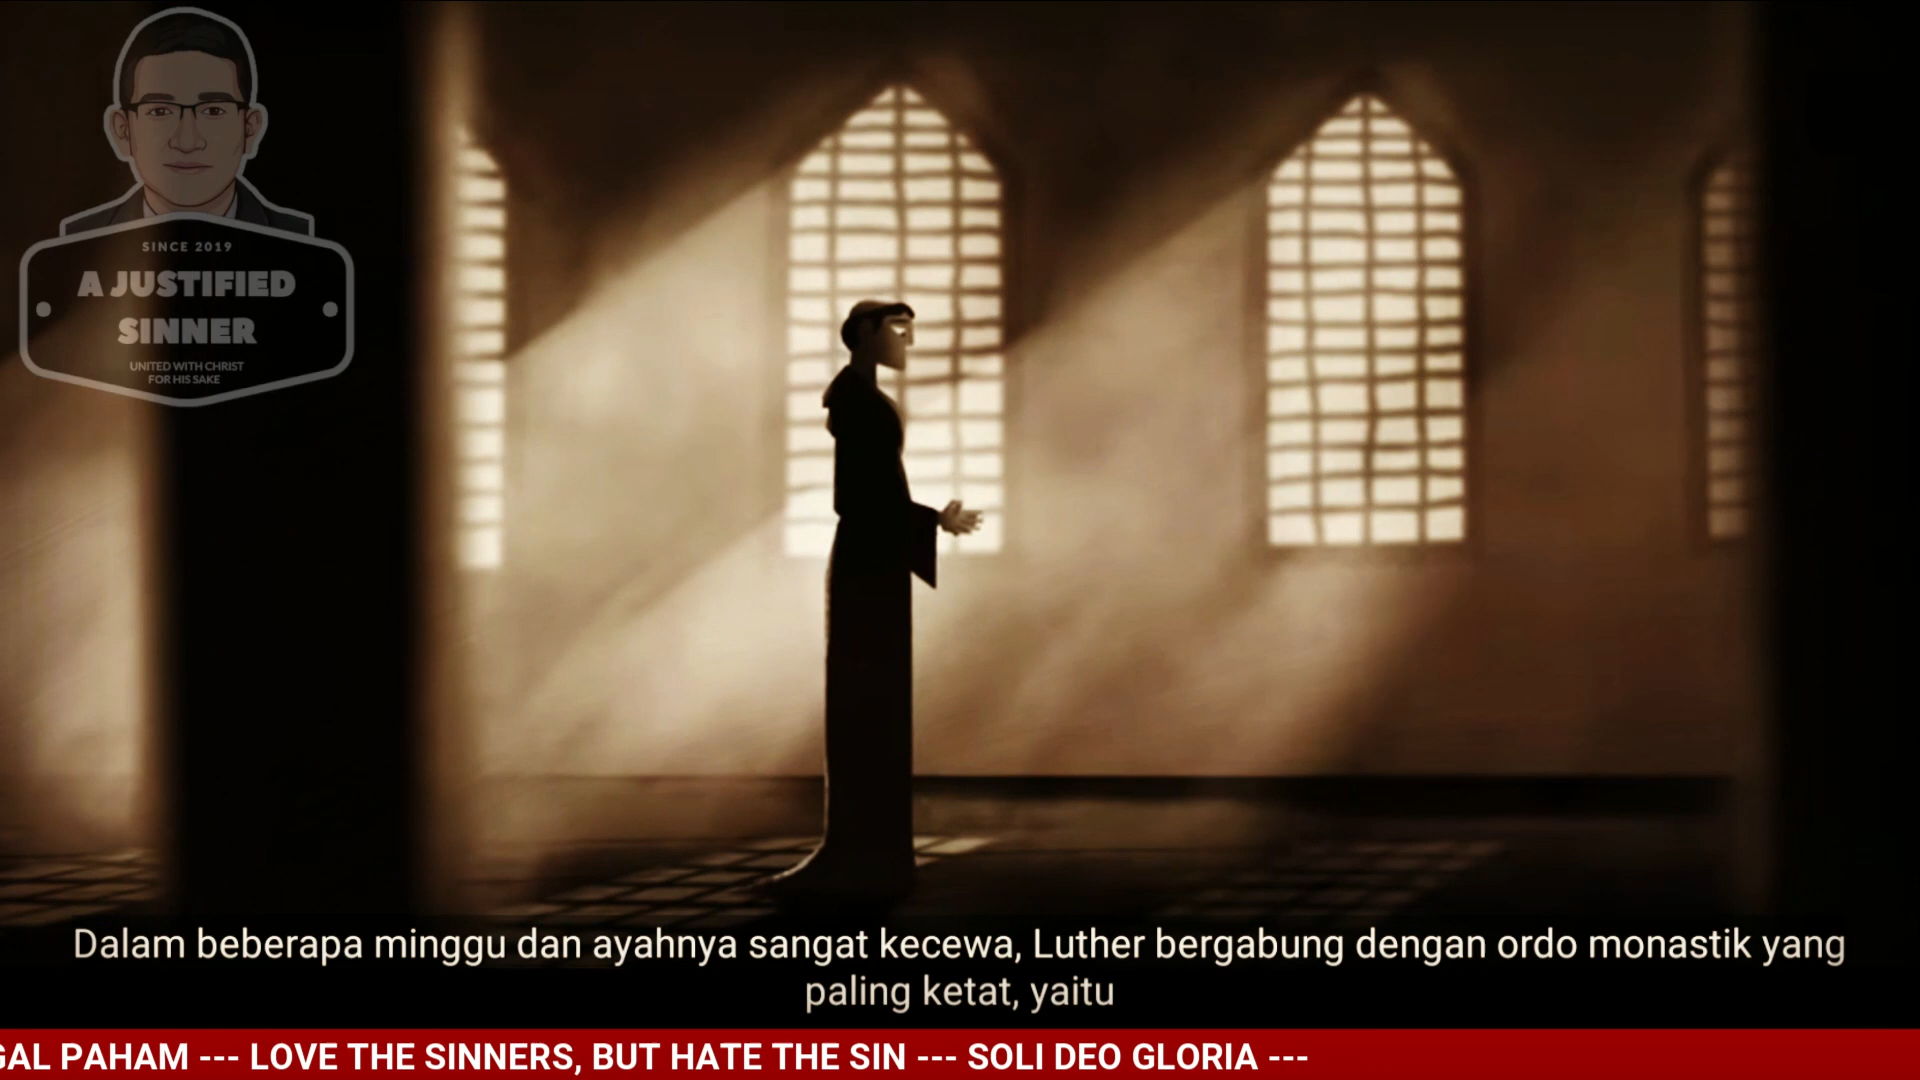 SINCE 2019
A JUSTIFIED
SINNER
UNITED WITH CHRIST
FOR HIS SAKE
Dalam beberapa minggu dan ayahnya sangat kecewa, Luther bergabung dengan ordo monastik yang
paling ketat, yaitu
GAL PAHAM --- LOVE THE SINNERS, BUT HATE THE SIN --- SOLI DEO GLORIA ---